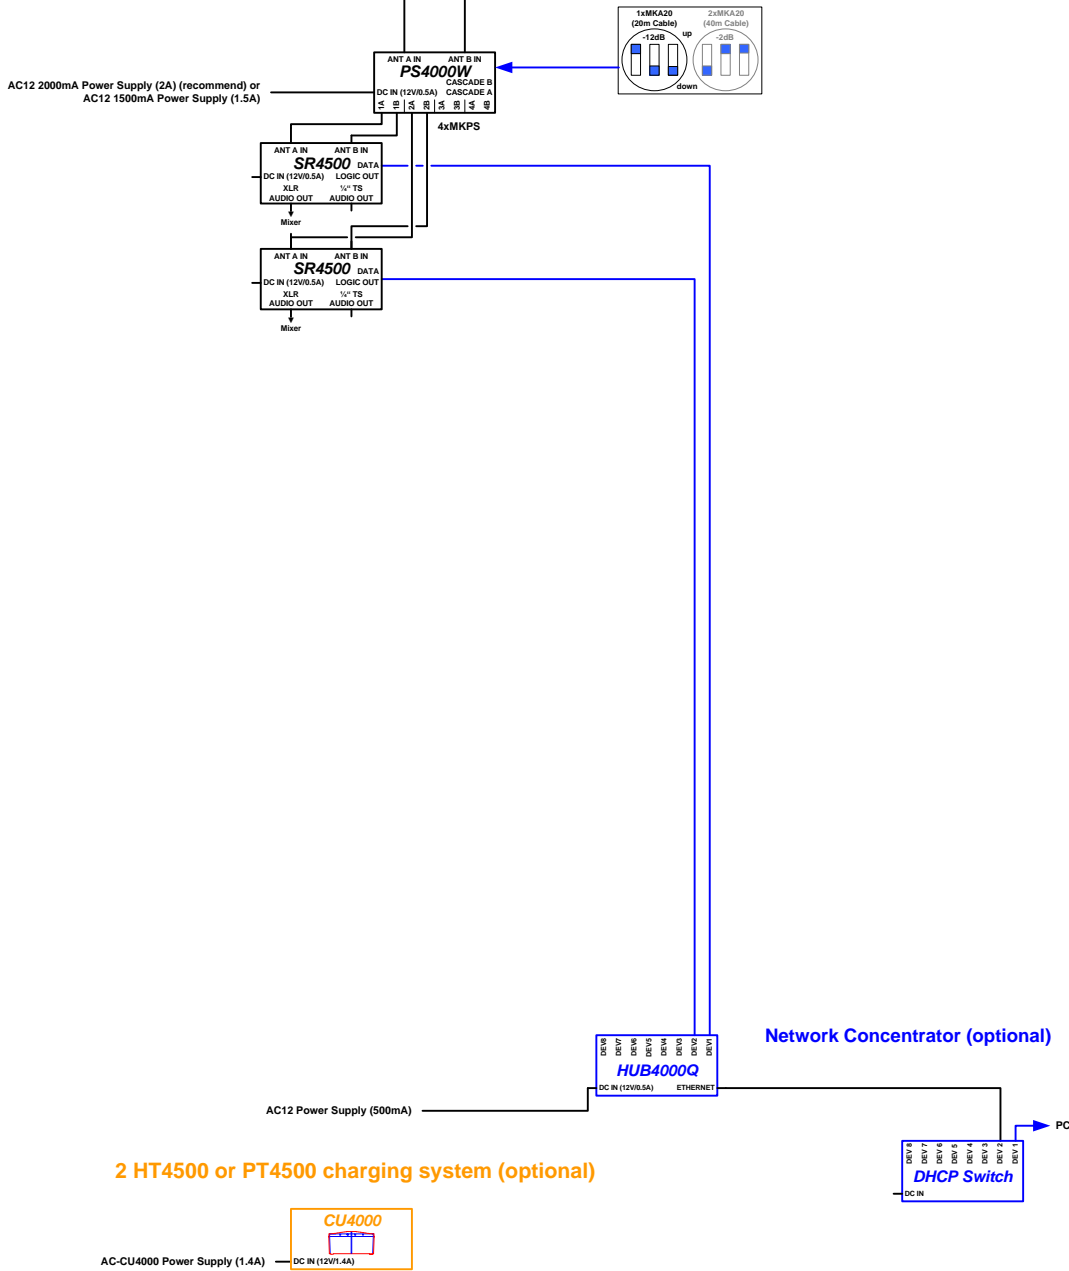 1xMKA20
(20m Cable)
-12dB
2xMKA20
(40m Cable)
-2dB
up
down
ANT A IN
ANT B IN
PS4000W
CASCADE B
DC IN (12V/0.5A)
CASCADE A
1A
1B
2A
2B
3A
3B
4A
4B
AC12 2000mA Power Supply (2A) (recommend) or
AC12 1500mA Power Supply (1.5A)
4xMKPS
ANT A IN
ANT B IN
SR4500
DATA
DC IN (12V/0.5A)
LOGIC OUT
XLR
AUDIO OUT
¼“ TS
AUDIO OUT
Mixer
ANT A IN
ANT B IN
SR4500
DATA
DC IN (12V/0.5A)
LOGIC OUT
XLR
AUDIO OUT
¼“ TS
AUDIO OUT
Mixer
Network Concentrator (optional)
DEV8
DEV7
DEV6
DEV5
DEV4
DEV3
DEV2
DEV1
HUB4000Q
DC IN (12V/0.5A)
ETHERNET
AC12 Power Supply (500mA)
PC
DEV 8
DEV 7
DEV 6
DEV 5
DEV 4
DEV 3
DEV 2
DEV 1
DHCP Switch
DC IN
2 HT4500 or PT4500 charging system (optional)
CU4000
DC IN (12V/1.4A)
AC-CU4000 Power Supply (1.4A)